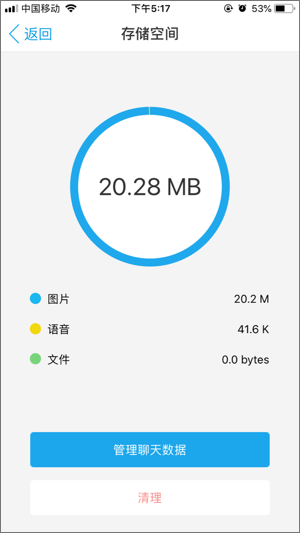 中国移动 下午5:17 53%
返回 存储空间
20.28 MB
图片 20.2 M
语音 41.6 K
文件 0.0 bytes
管理聊天数据
清理